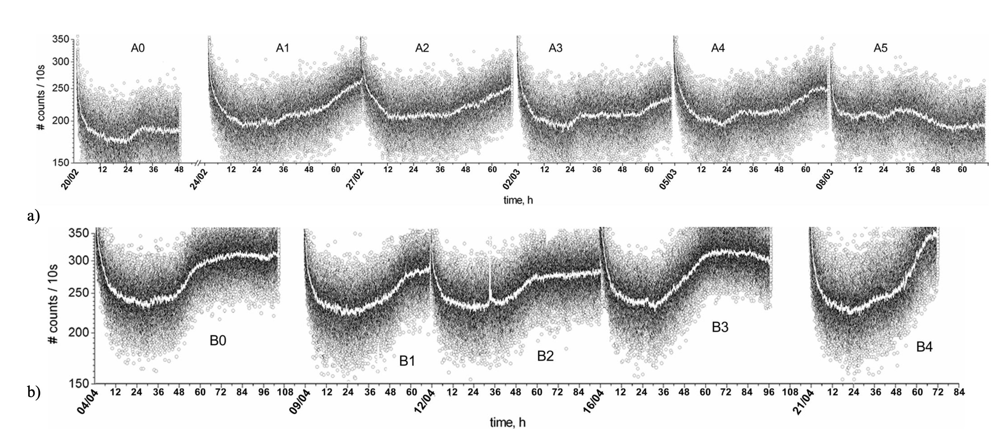 A0 A1 A2 A3 A4 A5
350
300
250
200
150
# counts / 10s
12 24 36 48 12 24 36 48 60 12 24 36 48 60 12 24 36 48 60 12 24 36 48 60 12 24 36 48 60
20/02 24/02 27/02 02/03 05/03 08/03
time, h
a)
350
300
250
200
150
# counts / 10s
B0 B1 B2 B3 B4
12 24 36 48 60 72 84 96 108 12 24 36 48 60 12 24 36 48 60 72 84 12 24 36 48 60 72 84 96 108 12 24 36 48 60 72 84
b)
04/04 09/04 12/04 16/04 21/04
time, h